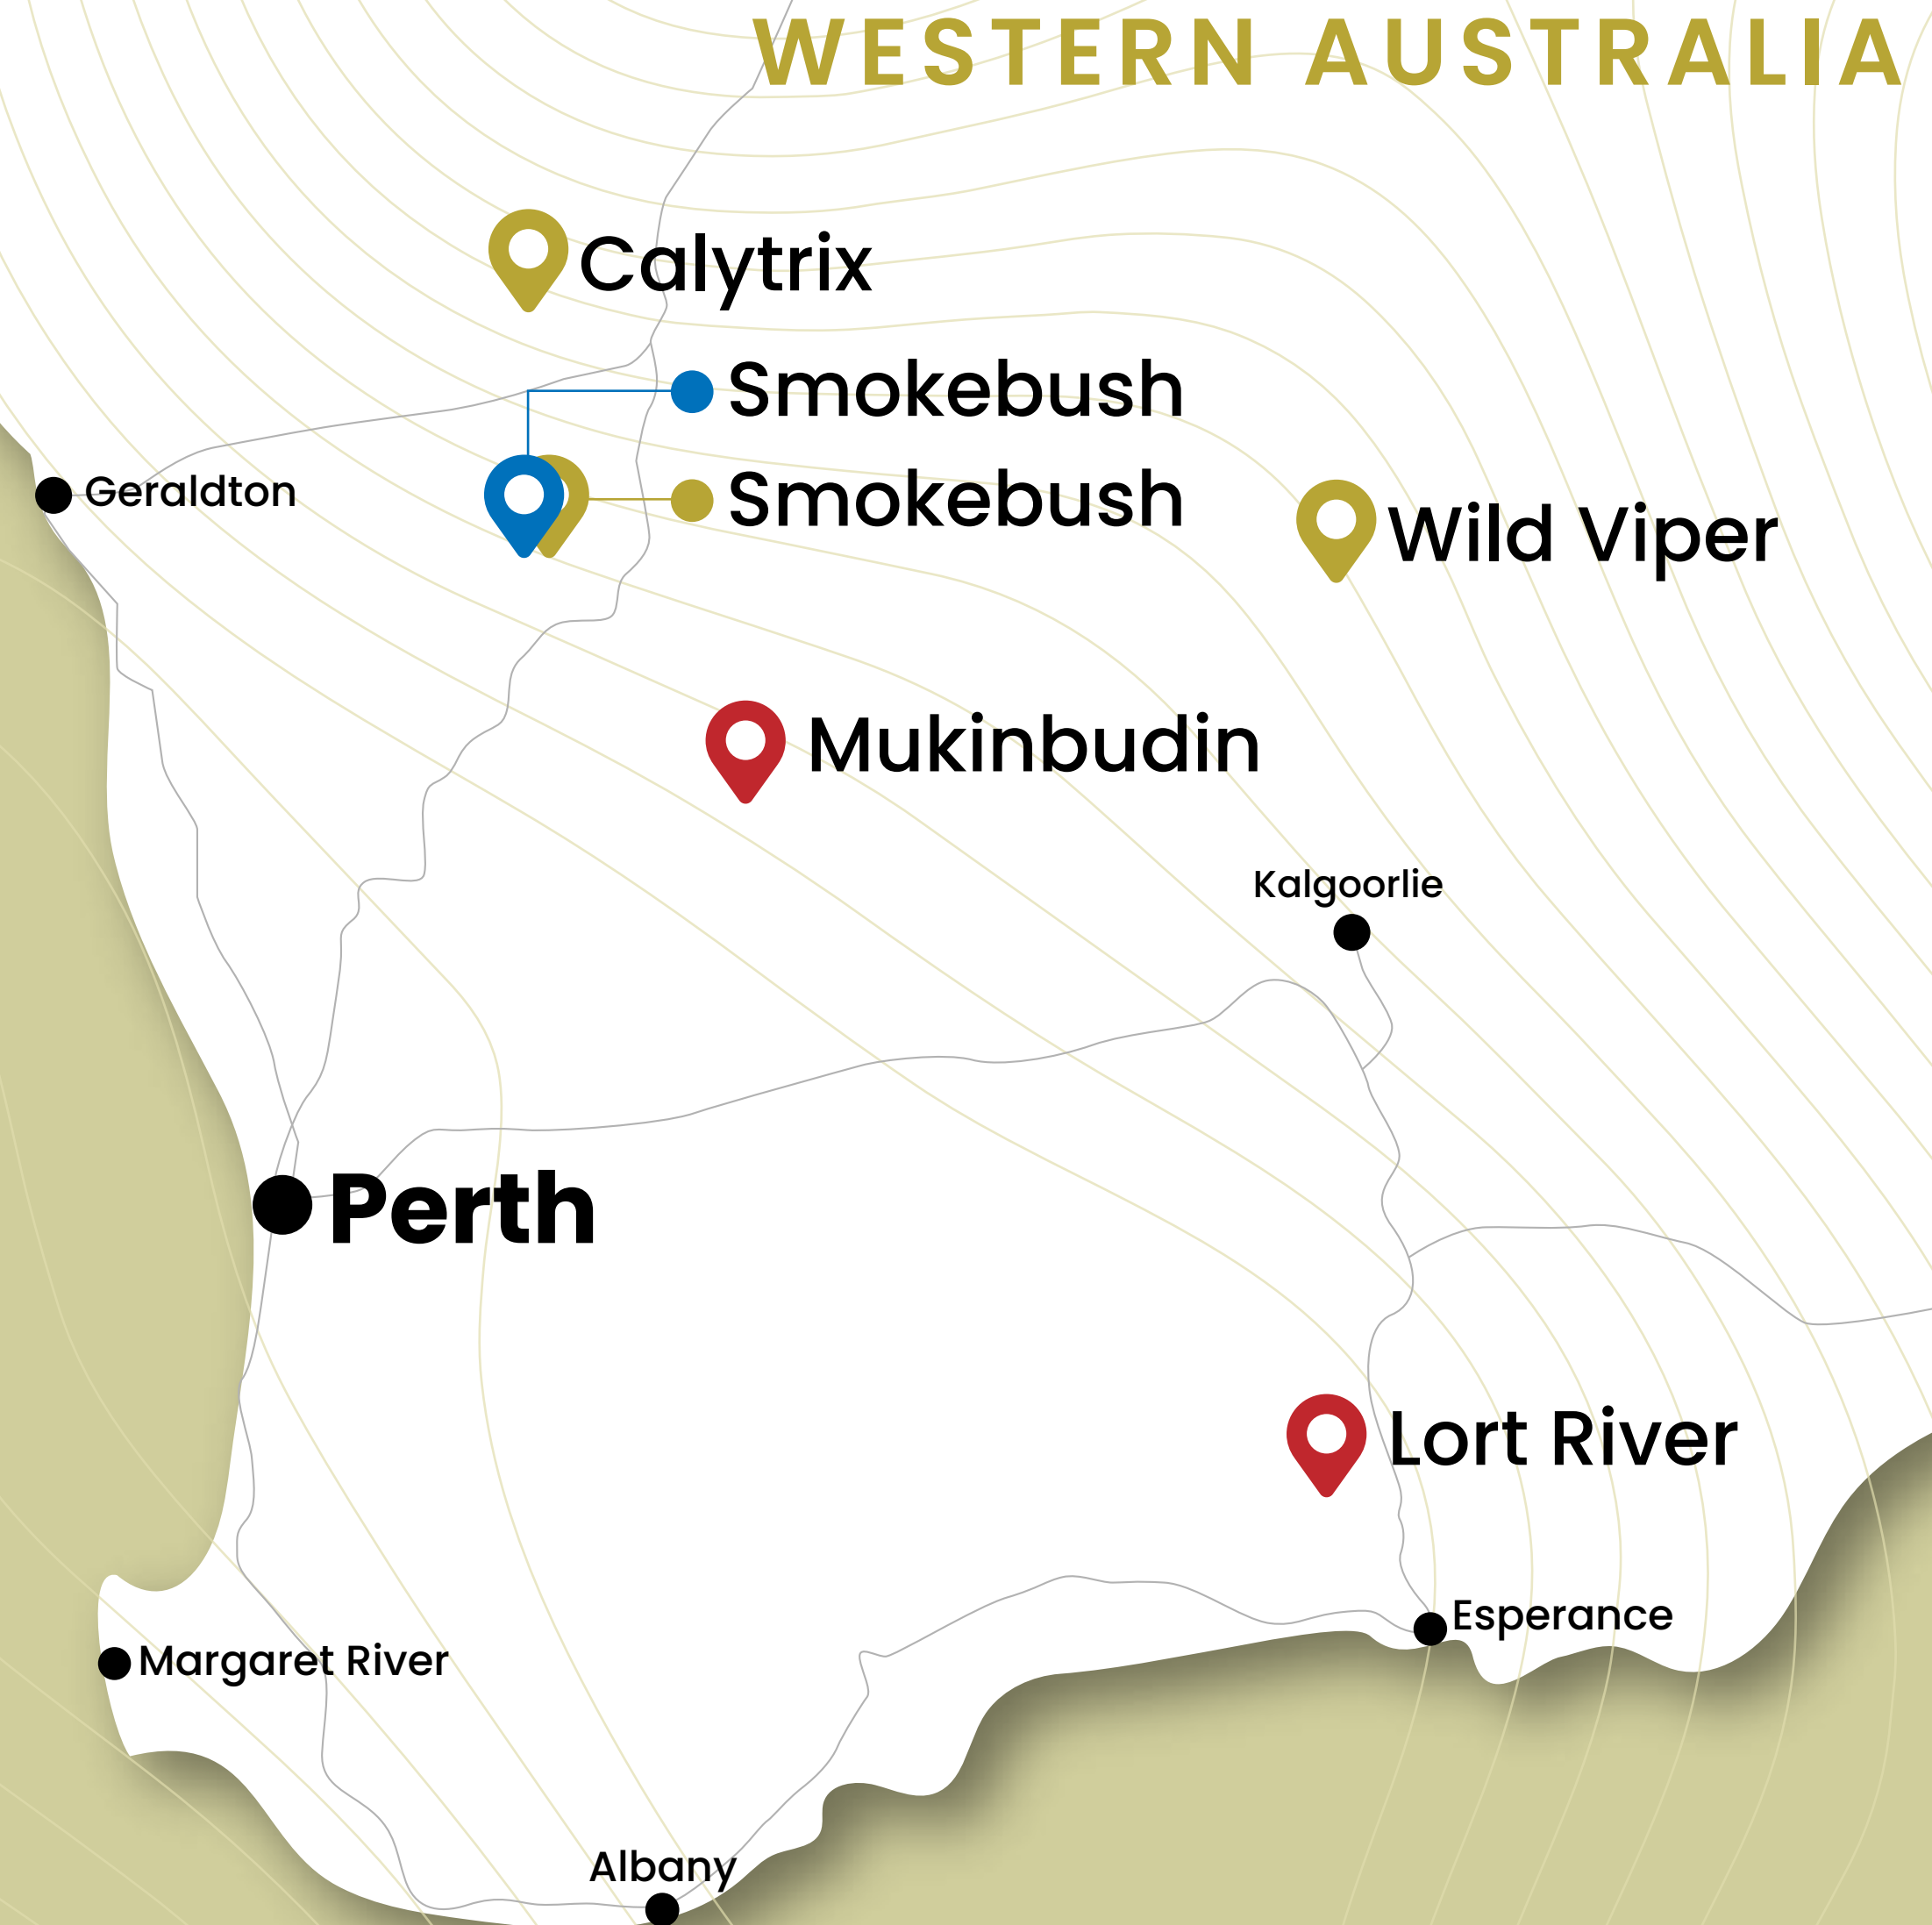 WESTERN AUSTRALIA
Calytrix
Smokebush
Smokebush
Geraldton
Wild Viper
Mukinbudin
Kalgoorlie
Perth
Lort River
Esperance
Margaret River
Albany